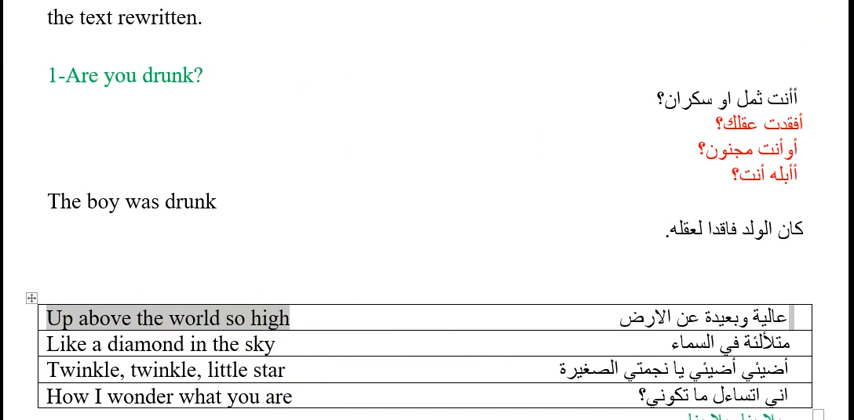 the text rewritten.
1-Are you drunk?
أأنت ثمل او سكران؟
أفقدت عقلك؟
أوأنت مجنون؟
أأبله أنت؟
The boy was drunk
كان الولد فاقدا لعقله.
Up above the world so high
عالية وبعيدة عن الارض
Like a diamond in the sky
متلألئة في السماء
Twinkle, twinkle, little star
أضيئي أضيئي يا نجمتي الصغيرة
How I wonder what you are
اني اتساءل ما تكوني؟